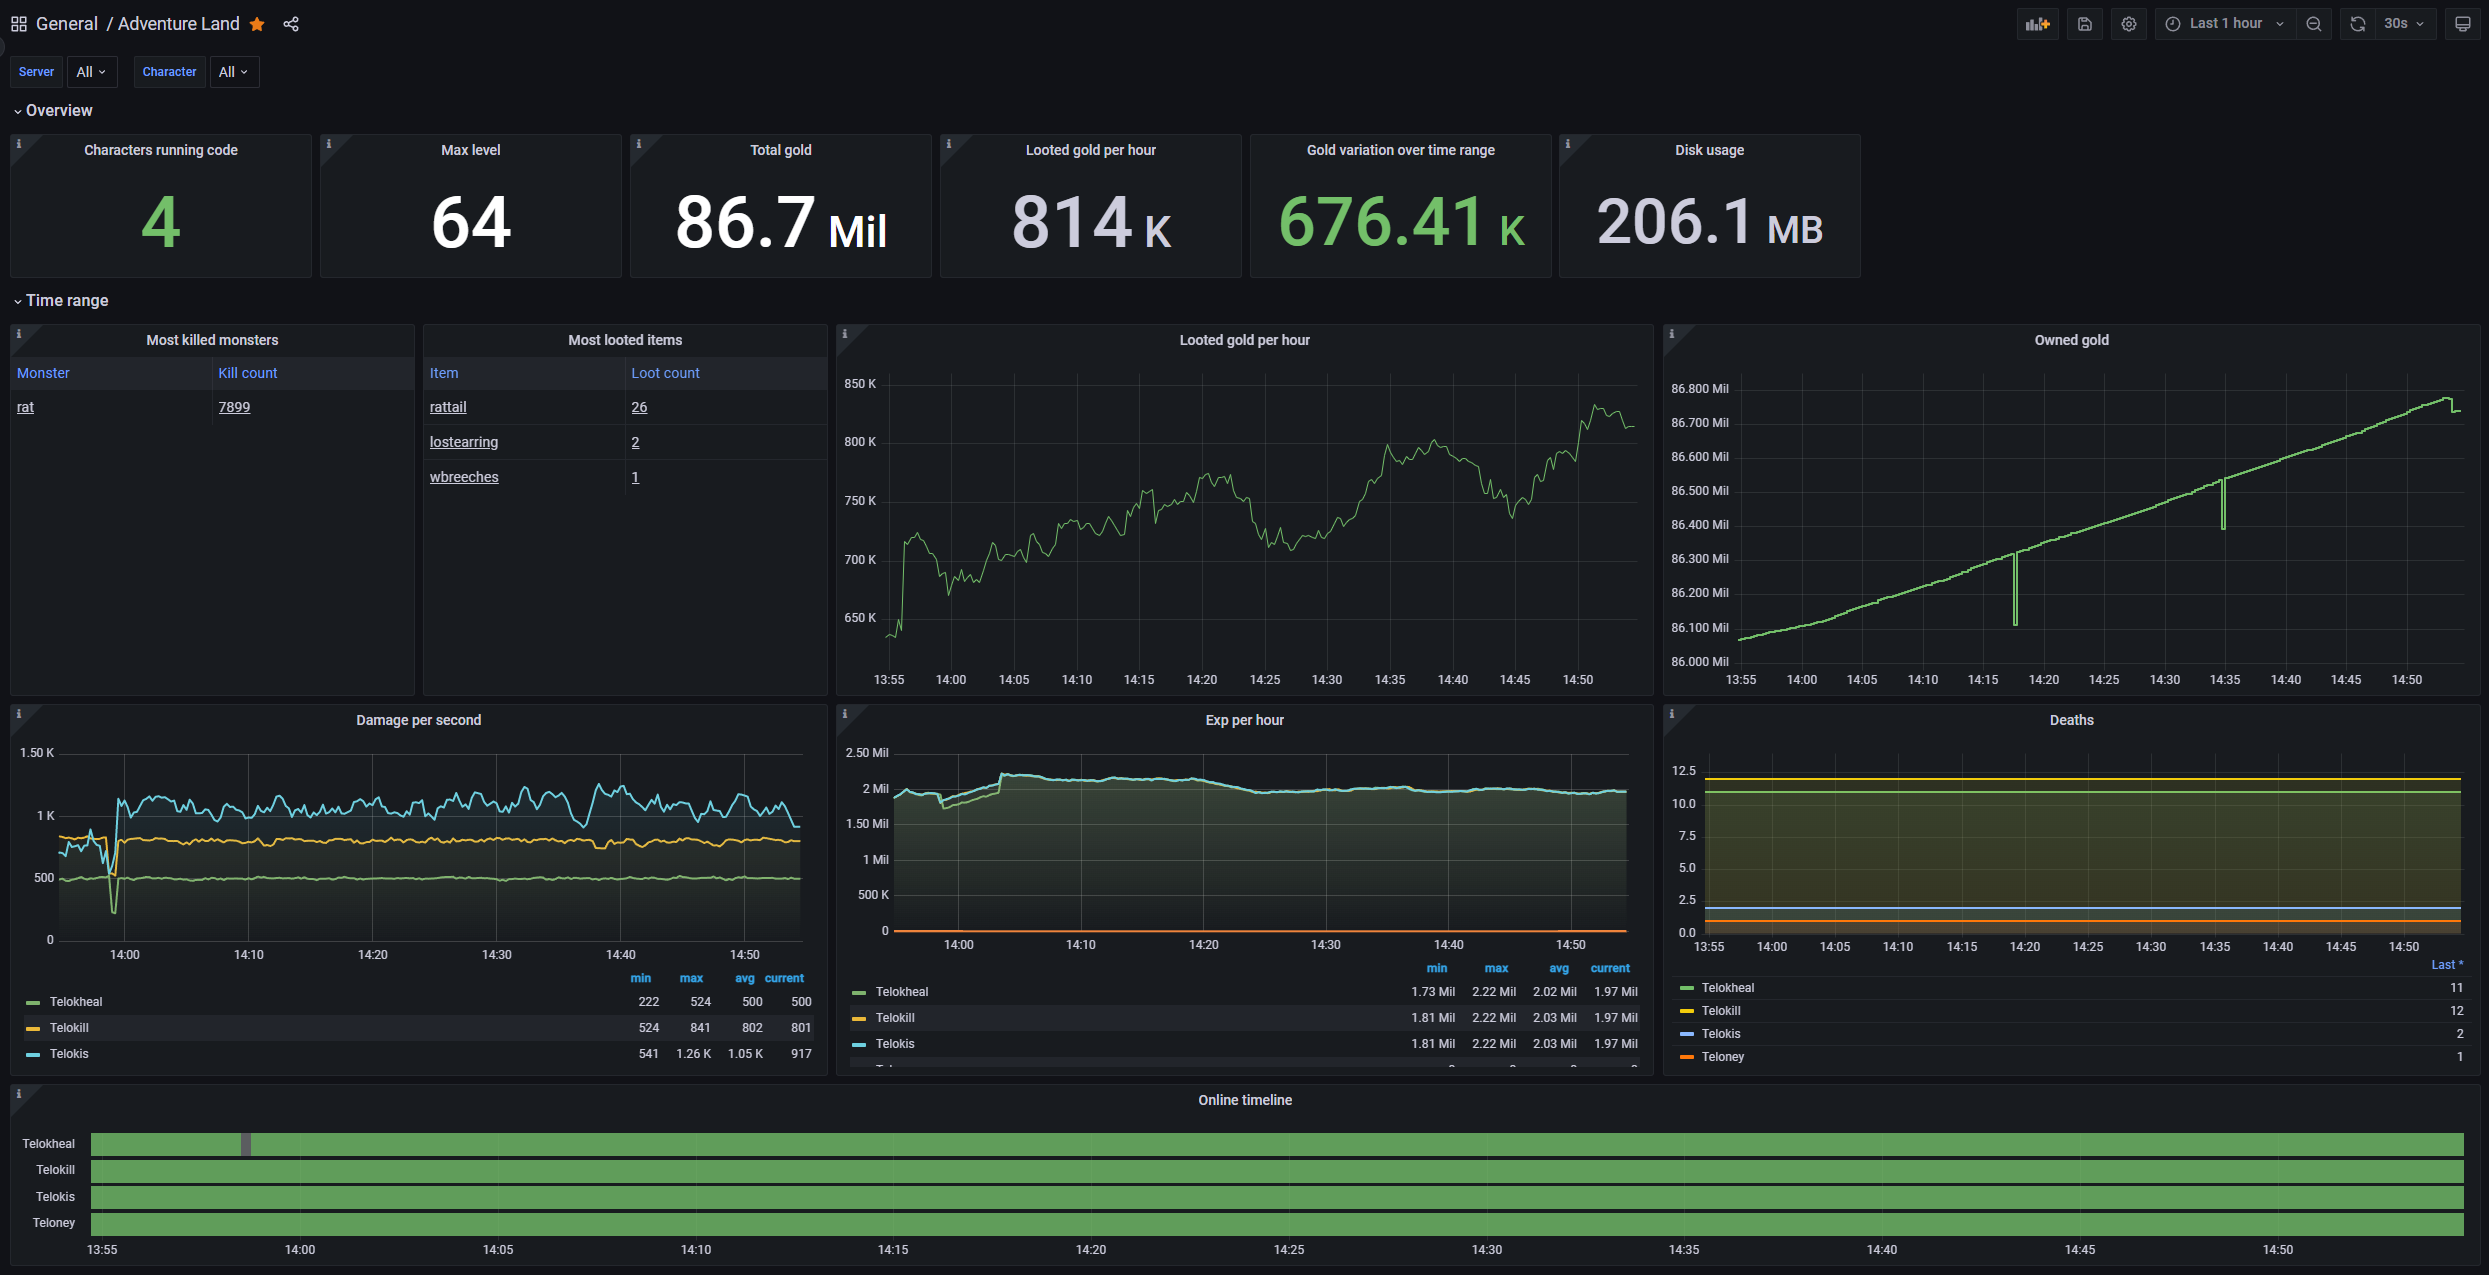 General / Adventure Land
Last 1 hour
30s
Server All Character All
Overview
Characters running code
4
Max level
64
Total gold
86.7 Mil
Looted gold per hour
814 K
Gold variation over time range
676.41 K
Disk usage
206.1 MB
Time range
Most killed monsters
Monster Kill count
rat 7899
Most looted items
Item Loot count
rattail 26
lostearring 2
wbreeches 1
Looted gold per hour
850 K
800 K
750 K
700 K
650 K
13:55 14:00 14:05 14:10 14:15 14:20 14:25 14:30 14:35 14:40 14:45 14:50
Owned gold
86.800 Mil
86.700 Mil
86.600 Mil
86.500 Mil
86.400 Mil
86.300 Mil
86.200 Mil
86.100 Mil
86.000 Mil
13:55 14:00 14:05 14:10 14:15 14:20 14:25 14:30 14:35 14:40 14:45 14:50
Damage per second
1.50 K
1 K
500
0
14:00 14:10 14:20 14:30 14:40 14:50
min max avg current
Telokheal 222 524 500 500
Telokill 524 841 802 801
Telokis 541 1.26 K 1.05 K 917
Exp per hour
2.50 Mil
2 Mil
1.50 Mil
1 Mil
500 K
0
14:00 14:10 14:20 14:30 14:40 14:50
min max avg current
Telokheal 1.73 Mil 2.22 Mil 2.02 Mil 1.97 Mil
Telokill 1.81 Mil 2.22 Mil 2.03 Mil 1.97 Mil
Telokis 1.81 Mil 2.22 Mil 2.03 Mil 1.97 Mil
Deaths
12.5
10.0
7.5
5.0
2.5
0.0
13:55 14:00 14:05 14:10 14:15 14:20 14:25 14:30 14:35 14:40 14:45 14:50
Last *
Telokheal 11
Telokill 12
Telokis 2
Teloney 1
Online timeline
Telokheal
Telokill
Telokis
Teloney
13:55 14:00 14:05 14:10 14:15 14:20 14:25 14:30 14:35 14:40 14:45 14:50